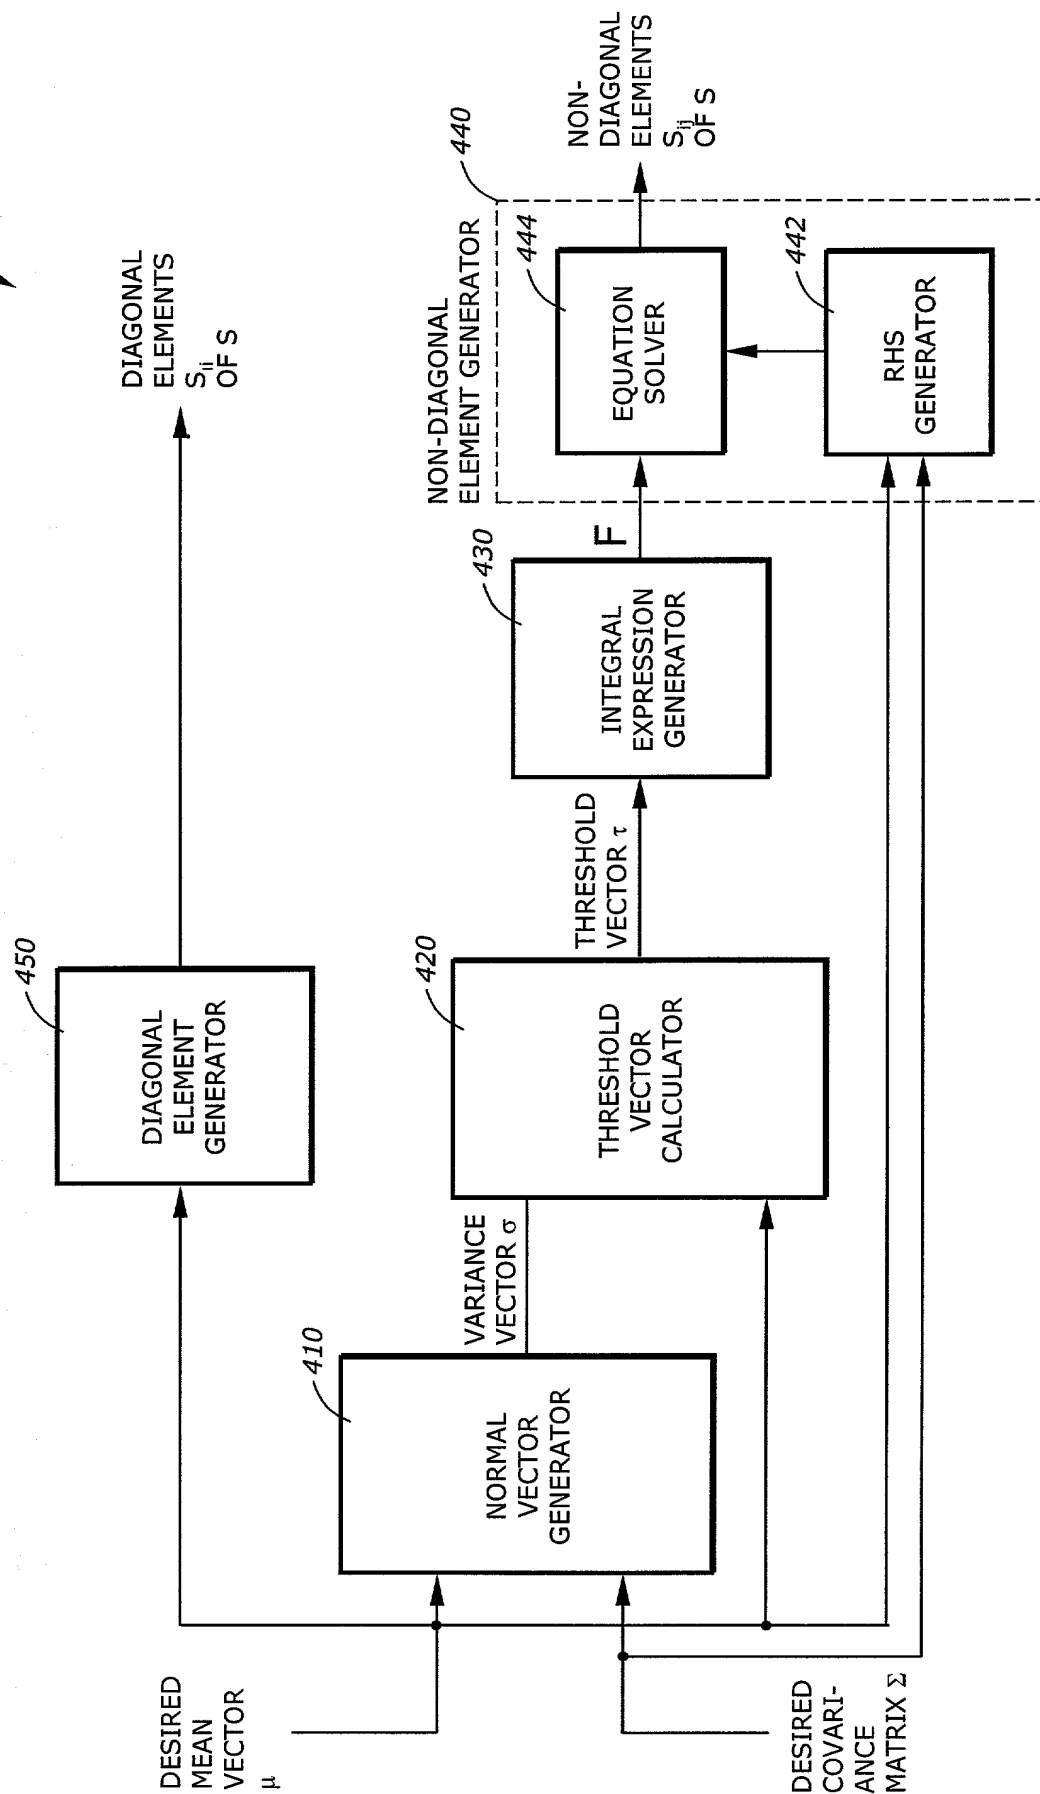 DESIRED
MEAN
VECTOR
μ
DESIRED
COVARI-
ANCE
MATRIX Σ
410
NORMAL
VECTOR
GENERATOR
VARIANCE
VECTOR σ
450
DIAGONAL
ELEMENT
GENERATOR
DIAGONAL
ELEMENTS
Sii
OF S
420
THRESHOLD
VECTOR
CALCULATOR
THRESHOLD
VECTOR τ
430
INTEGRAL
EXPRESSION
GENERATOR
F
NON-DIAGONAL
ELEMENT GENERATOR
440
444
EQUATION
SOLVER
442
RHS
GENERATOR
NON-
DIAGONAL
ELEMENTS
Sij
OF S